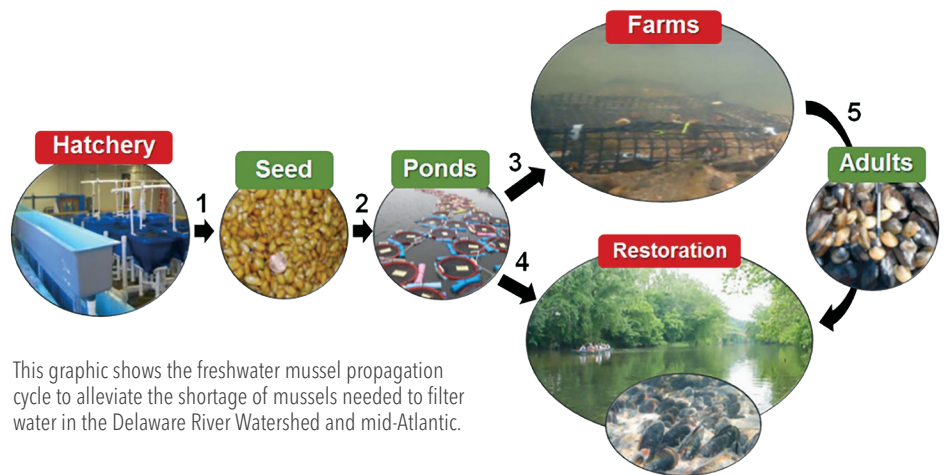 Farms
Hatchery
Seed
Ponds
Adults
Restoration
1
2
3
4
5
This graphic shows the freshwater mussel propagation
cycle to alleviate the shortage of mussels needed to filter
water in the Delaware River Watershed and mid-Atlantic.